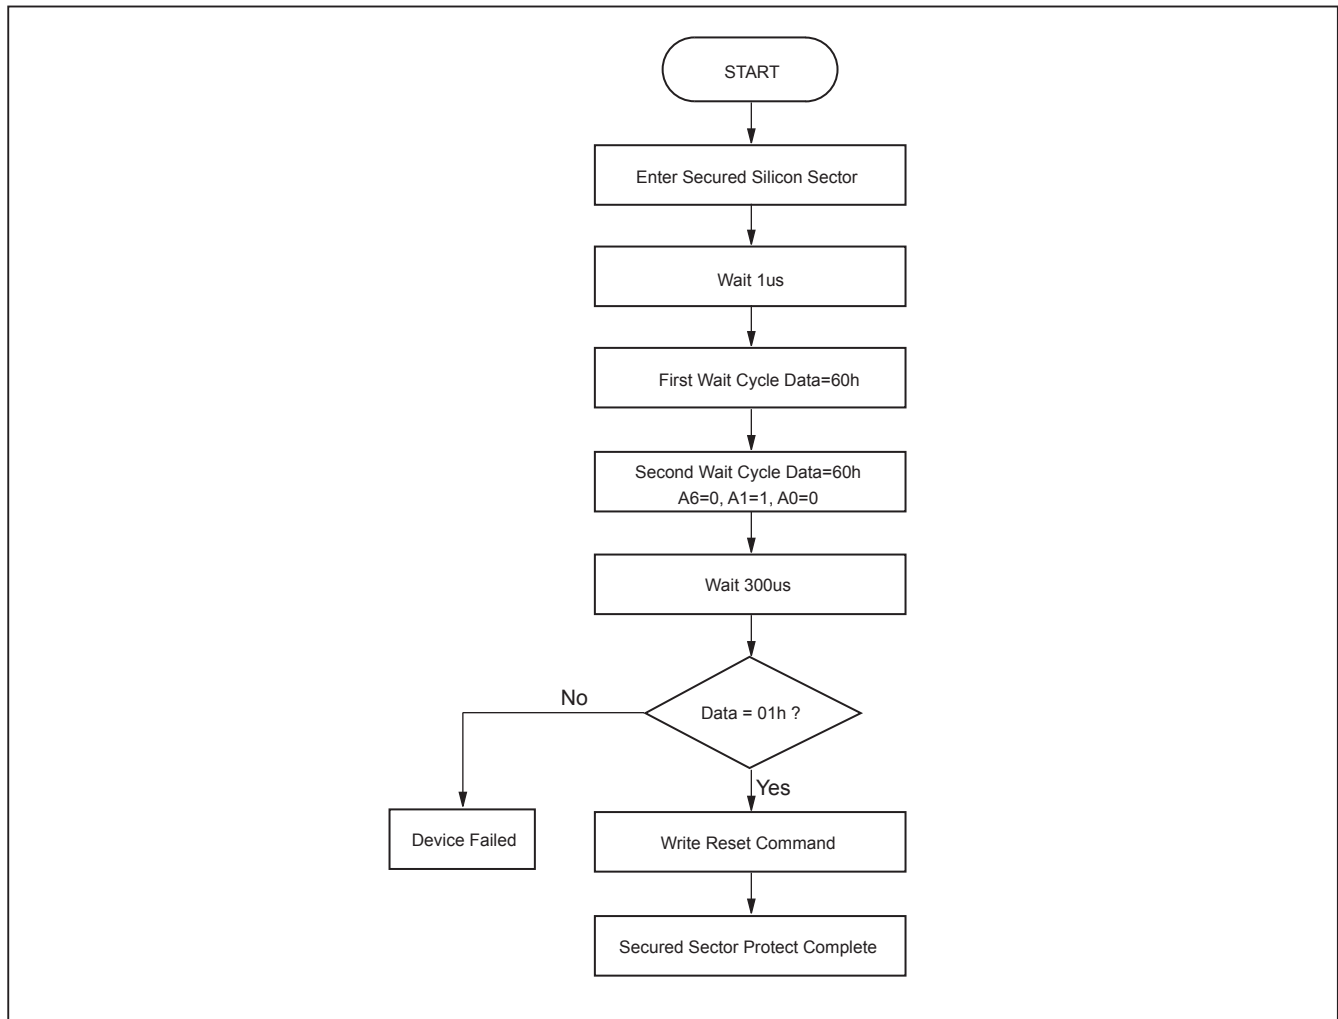 START
Enter Secured Silicon Sector
Wait 1us
First Wait Cycle Data=60h
Second Wait Cycle Data=60h
A6=0, A1=1, A0=0
Wait 300us
Data = 01h ?
No
Yes
Device Failed
Write Reset Command
Secured Sector Protect Complete